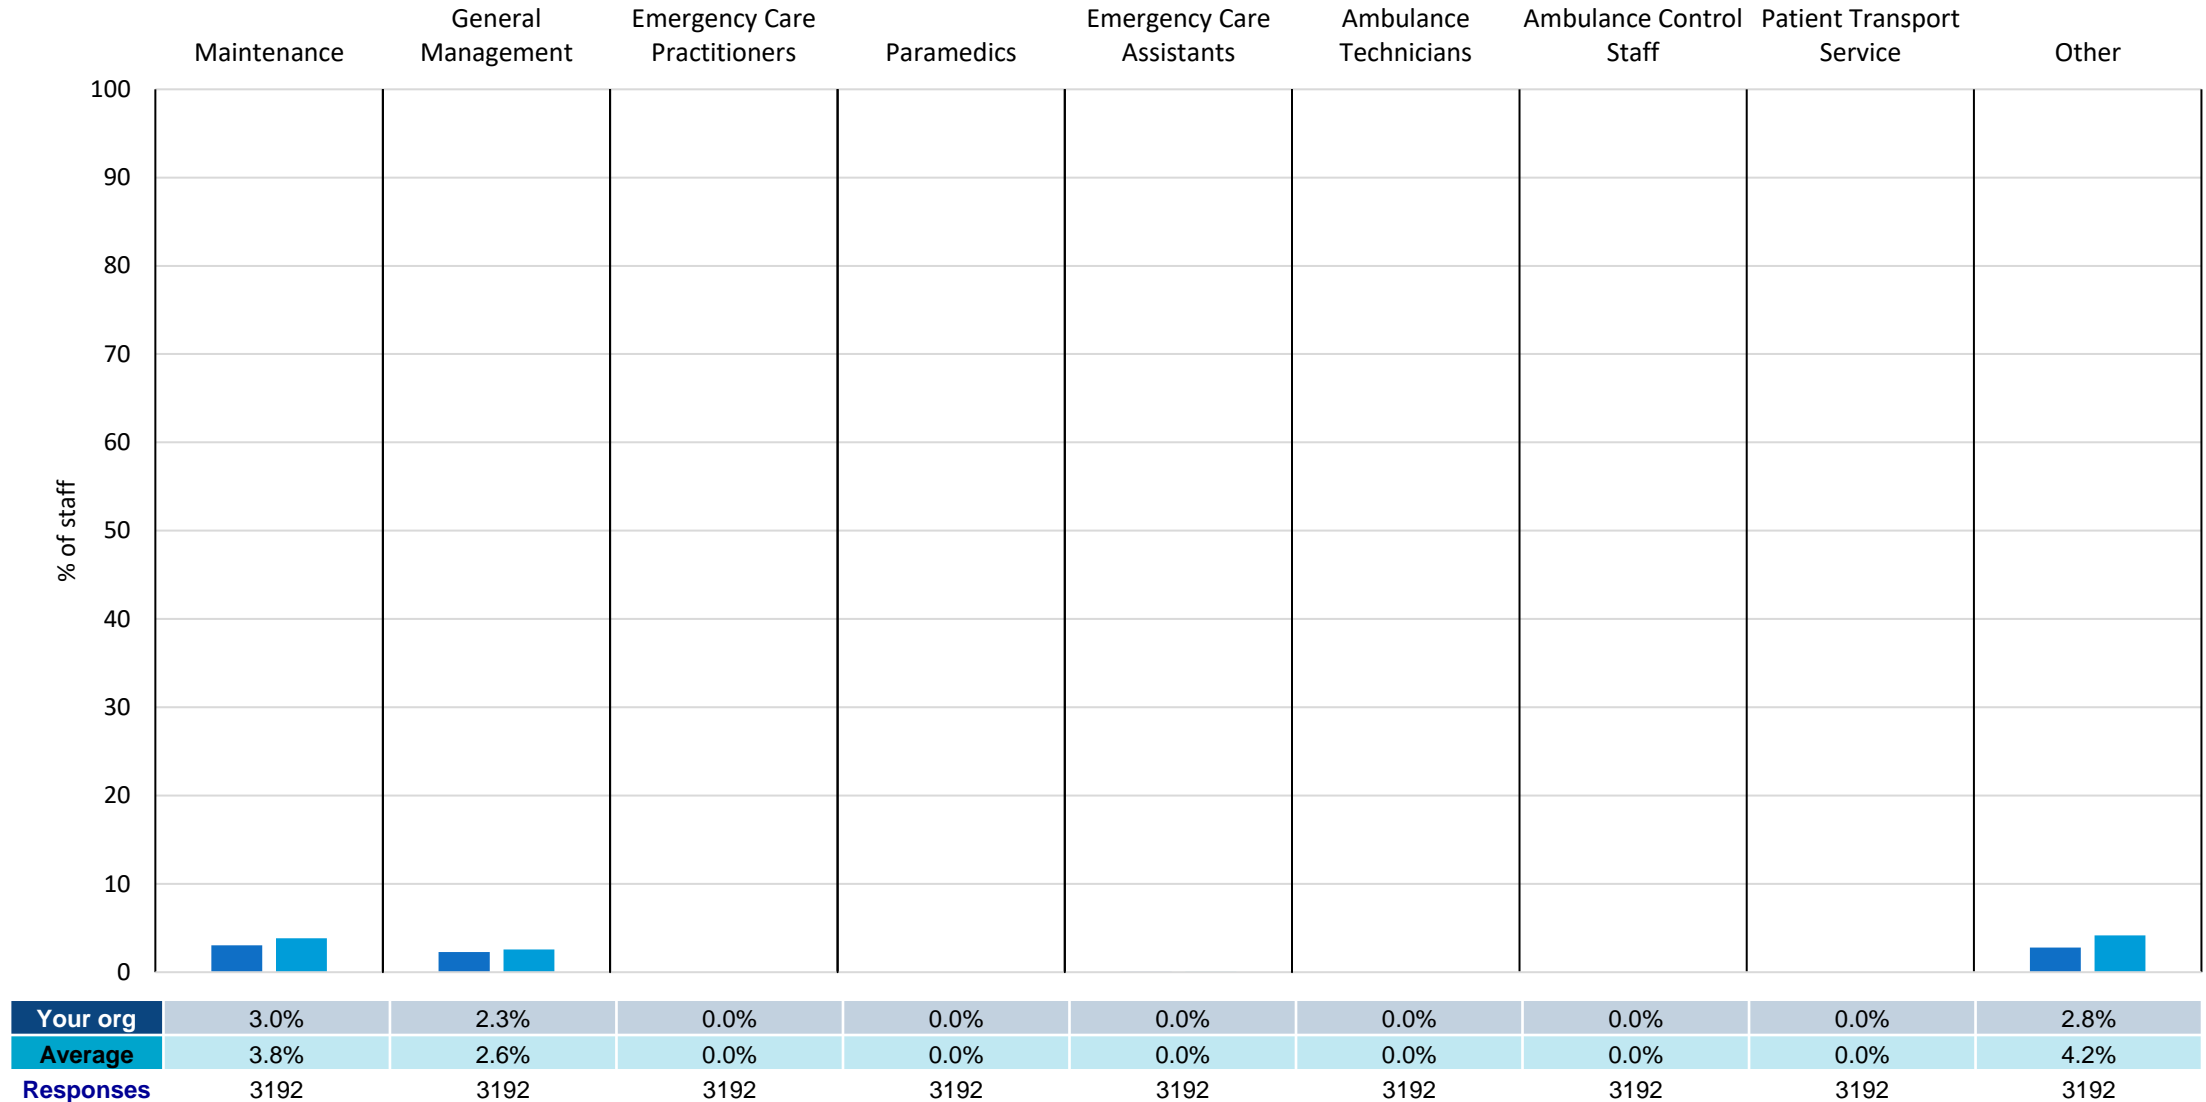 Maintenance
General
Management
Emergency Care
Practitioners
Paramedics
Emergency Care
Assistants
Ambulance
Technicians
Ambulance Control
Staff
Patient Transport
Service
Other
% of staff
100
90
80
70
60
50
40
30
20
10
0
Your org 3.0% 2.3% 0.0% 0.0% 0.0% 0.0% 0.0% 0.0% 2.8%
Average 3.8% 2.6% 0.0% 0.0% 0.0% 0.0% 0.0% 0.0% 4.2%
Responses 3192 3192 3192 3192 3192 3192 3192 3192 3192